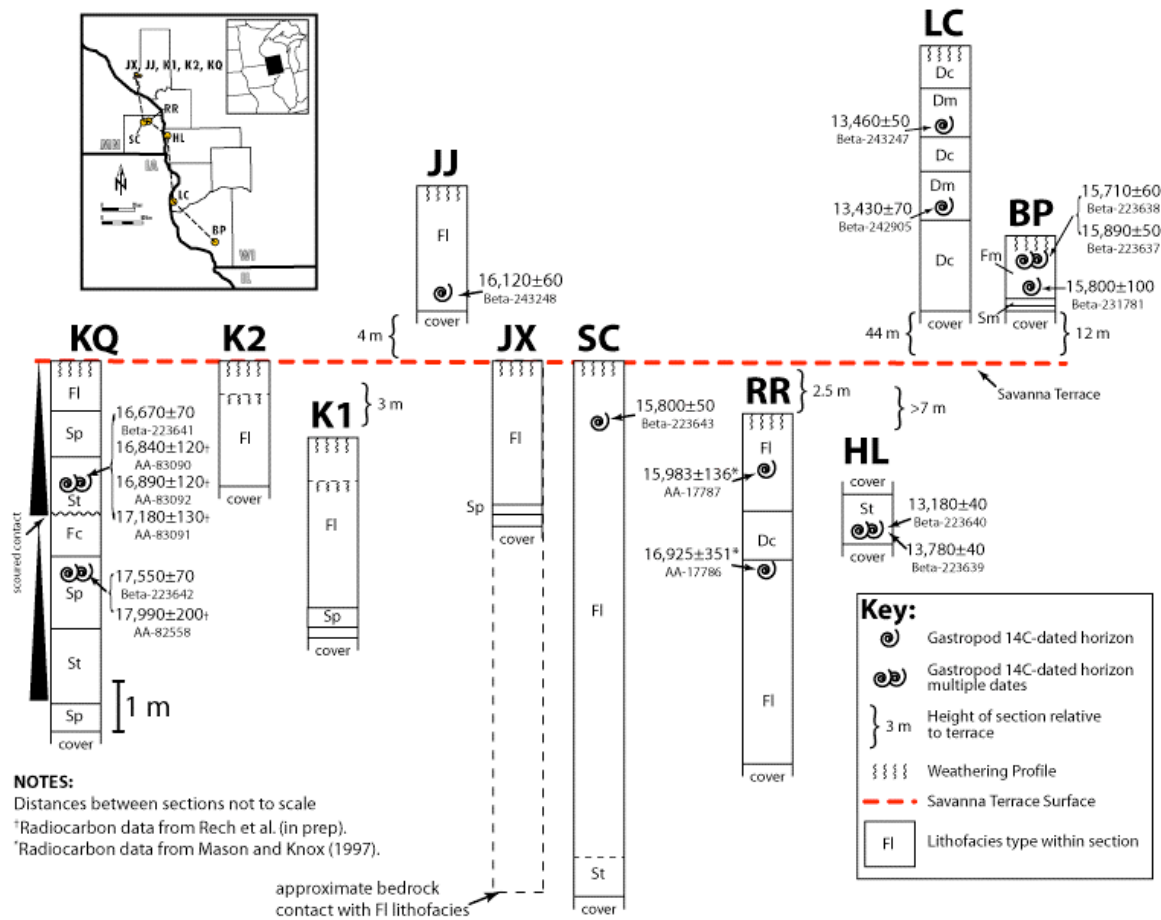 JX, JJ, K1, K2, KQ
RR
SC
HL
MN
IA
N
LC
BP
WI
IL
LC
Dc
Dm
13,460±50
Beta-243247
Dc
Dm
13,430±70
Beta-242905
Dc
cover
44 m
BP
15,710±60
Beta-223638
15,890±50
Beta-223637
Fm
15,800±100
Beta-231781
Sm
cover
12 m
JJ
Fl
16,120±60
Beta-243248
cover
4 m
Savanna Terrace
KQ
Fl
Sp
16,670±70
Beta-223641
16,840±120†
AA-83090
16,890±120†
AA-83092
St
17,180±130†
AA-83091
scoured contact
Fc
17,550±70
Beta-223642
Sp
17,990±200†
AA-82558
St
Sp
cover
1 m
K2
Fl
cover
K1
3 m
Fl
Sp
cover
JX
Fl
Sp
cover
approximate bedrock
contact with Fl lithofacies
SC
15,800±50
Beta-223643
Fl
St
cover
RR
2.5 m
Fl
15,983±136*
AA-17787
Dc
16,925±351*
AA-17786
Fl
cover
>7 m
HL
cover
St
13,180±40
Beta-223640
13,780±40
Beta-223639
cover
NOTES:
Distances between sections not to scale
†Radiocarbon data from Rech et al. (in prep).
*Radiocarbon data from Mason and Knox (1997).
Key:
Gastropod 14C-dated horizon
Gastropod 14C-dated horizon
multiple dates
3 m
Height of section relative
to terrace
Weathering Profile
Savanna Terrace Surface
Fl
Lithofacies type within section